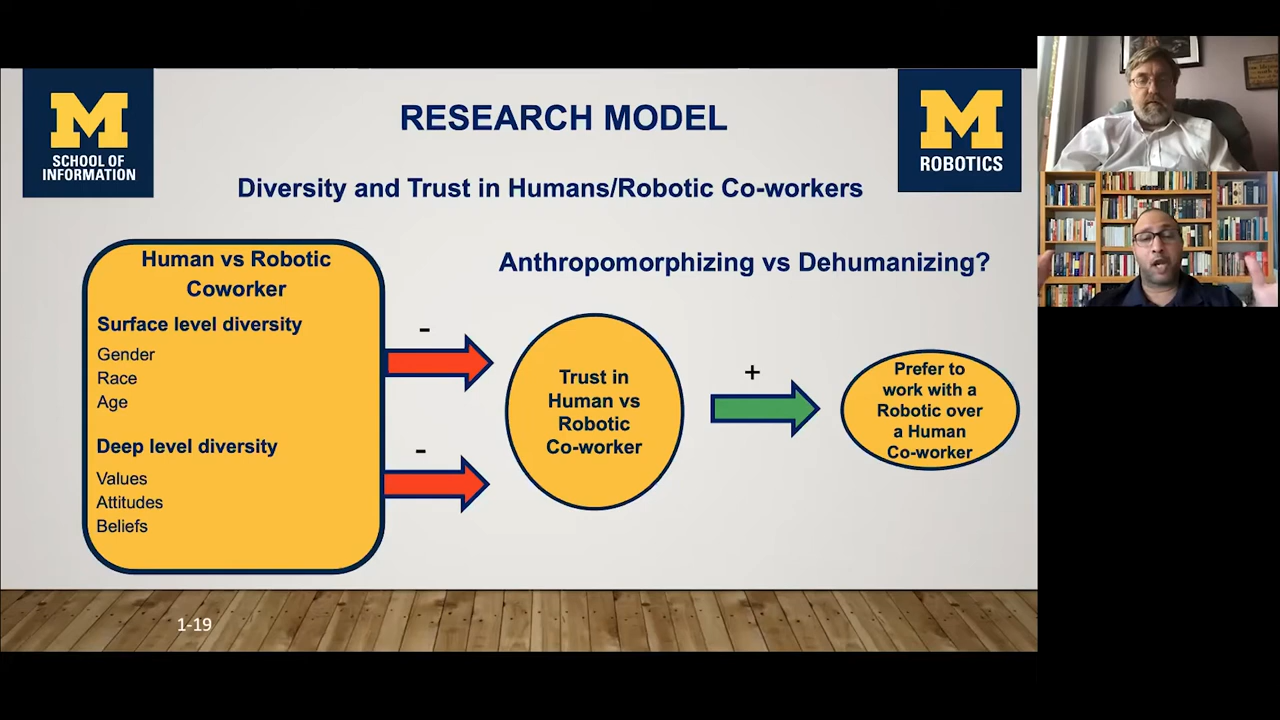 M
SCHOOL OF
INFORMATION
RESEARCH MODEL
M
ROBOTICS
Diversity and Trust in Humans/Robotic Co-workers
Anthropomorphizing vs Dehumanizing?
Human vs Robotic
Coworker
Surface level diversity
Gender
Race
Age
Deep level diversity
Values
Attitudes
Beliefs
-
-
Trust in
Human vs
Robotic
Co-worker
+
Prefer to
work with a
Robotic over
a Human
Co-worker
1-19